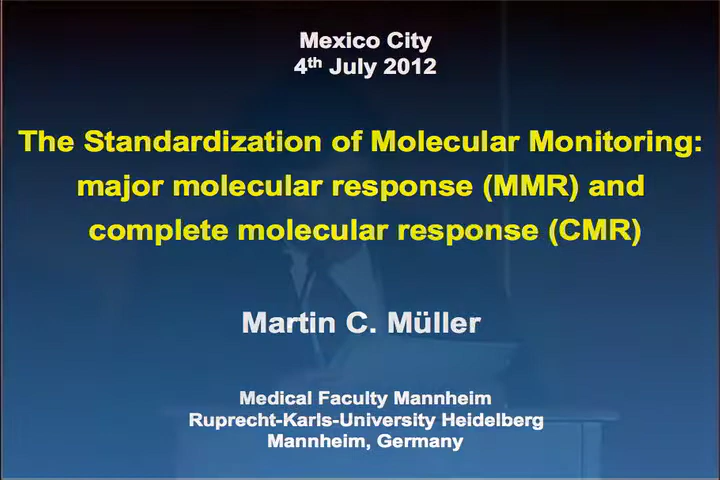 Mexico City
4th July 2012
The Standardization of Molecular Monitoring:
major molecular response (MMR) and
complete molecular response (CMR)
Martin C. Müller
Medical Faculty Mannheim
Ruprecht-Karls-University Heidelberg
Mannheim, Germany